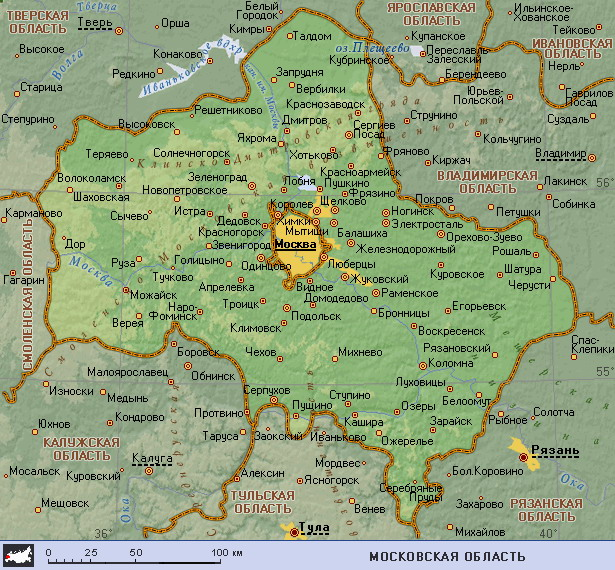 ТВЕРСКАЯ
ОБЛАСТЬ
Тверца
Тверь
Орша
Белый
Городок
Кимры
Талдом
ЯРОСЛАВСКАЯ
ОБЛАСТЬ
Ильинское-
Хованское
Тейково
ИВАНОВСКАЯ
ОБЛАСТЬ
Высокое
Волга
Конаково
Редкино
Иваньковское вдхр.
оз. Плещеево
Купанское
Переславль
Залесский
Кубринское
Берендеево
Нерль
Старица
Запрудня
Вербилки
кан. им. Москвы
Юрьев-
Польский
Гаврилов
Посад
Степурино
Решетниково
Краснозаводск
Струнино
Суздаль
Высоковск
Дмитров
Сергиев
Посад
Кольчугино
Яхрома
Теряево
Солнечногорск
Клинско-Дмитровская гряда
Хотьково
Фряново
Киржач
Владимир
Волоколамск
Зеленоград
Красноармейск
ВЛАДИМИРСКАЯ
ОБЛАСТЬ
56°
Шаховская
Новопетровское
Лобня
Пушкино
Фрязино
Лакинск
Собинка
Карманово
Сычево
Истра
Дедовск
Королев
Щелково
Ногинск
Покров
Петушки
Красногорск
Химки
Мытищи
Балашиха
Электросталь
Дор
Звенигород
Москва
Железнодорожный
Орехово-Зуево
Рошаль
Москва
Руза
Голицыно
Одинцово
Люберцы
Куровское
Шатура
Гагарин
Тучково
Апрелевка
Видное
Жуковский
Черусти
СМОЛЕНСКАЯ ОБЛАСТЬ
Можайск
Троицк
Домодедово
Раменское
Верея
Наро-
Фоминск
Подольск
Бронницы
Егорьевск
Климовск
Воскресенск
Боровск
Чехов
Михнево
Рязановский
Спас-
Клепики
Малоярославец
Обнинск
Коломна
55°
Износки
Медынь
Серпухов
Ступино
Луховицы
Белоомут
Юхнов
Кондрово
Протвино
Пущино
Озеры
Рыбное
Солотча
КАЛУЖСКАЯ
ОБЛАСТЬ
Таруса
Заокский
Иваньково
Кашира
Ожерелье
Зарайск
Калуга
Рязань
Мосальск
Куровский
Алексин
Мордвес
Ясногорск
Серебряные
Пруды
Бол.Коровино
Ока
Мещовск
Ока
ТУЛЬСКАЯ
ОБЛАСТЬ
Венев
Захарово
РЯЗАНСКАЯ
ОБЛАСТЬ
36°
Тула
Михайлов
40°
0 25 50 100 км
МОСКОВСКАЯ ОБЛАСТЬ